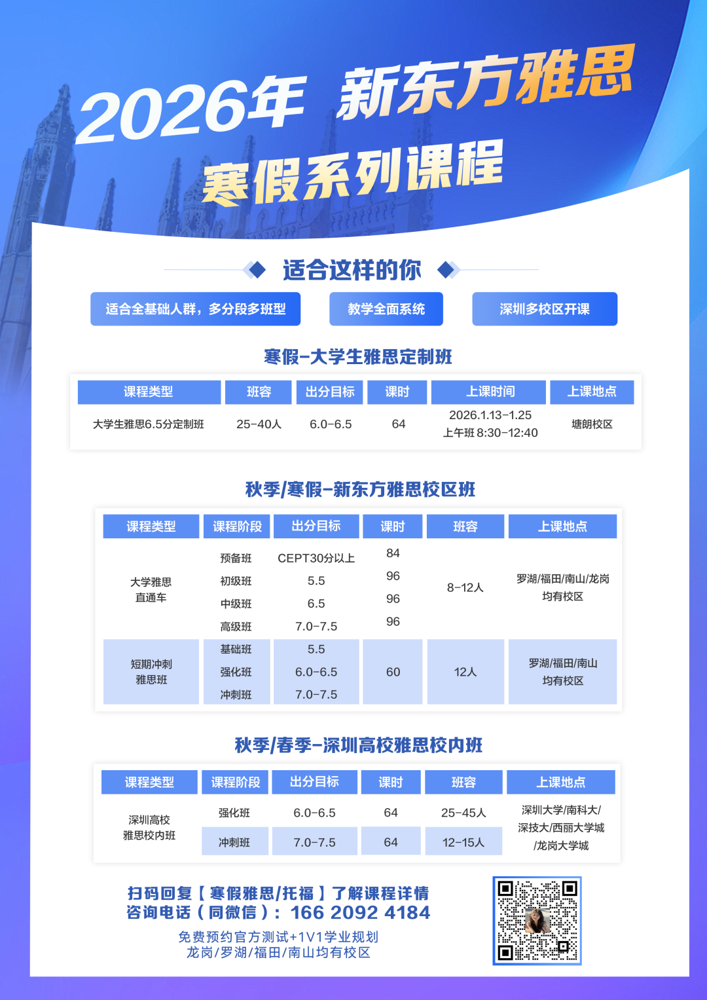 2026年 新东方雅思
寒假系列课程
适合这样的你
适合全基础人群，多分段多班型 教学全面系统 深圳多校区开课
寒假-大学生雅思定制班
课程类型 班容 出分目标 课时 上课时间 上课地点
大学生雅思6.5分定制班 25-40人 6.0-6.5 64 2026.1.13-1.25 塘朗校区
上午班 8:30-12:40
秋季/寒假-新东方雅思校区班
课程类型 课程阶段 出分目标 课时 班容 上课地点
大学雅思
直通车
预备班 CEPT30分以上 84
初级班 5.5 96
中级班 6.5 96
高级班 7.0-7.5 96
8-12人
罗湖/福田/南山/龙岗
均有校区
短期冲刺
雅思班
基础班 5.5
强化班 6.0-6.5
冲刺班 7.0-7.5
60
12人
罗湖/福田/南山
均有校区
秋季/春季-深圳高校雅思校内班
课程类型 课程阶段 出分目标 课时 班容 上课地点
深圳高校
雅思校内班
强化班 6.0-6.5 64 25-45人
冲刺班 7.0-7.5 64 12-15人
深圳大学/南科大/
深技大/西丽大学城
/龙岗大学城
扫码回复【寒假雅思/托福】了解课程详情
咨询电话（同微信）：166 2092 4184
免费预约官方测试+1V1学业规划
龙岗/罗湖/福田/南山均有校区